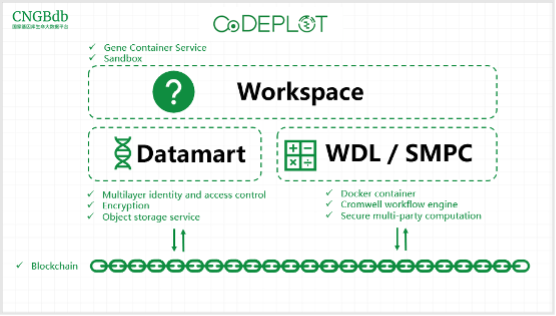 CNGBdb
国家基因库生命大数据平台
CODEPLOT
✓ Gene Container Service
✓ Sandbox
? Workspace
Datamart
WDL / SMPC
✓ Multilayer identity and access control
✓ Encryption
✓ Object storage service
✓ Docker container
✓ Cromwell workflow engine
✓ Secure multi-party computation
✓ Blockchain